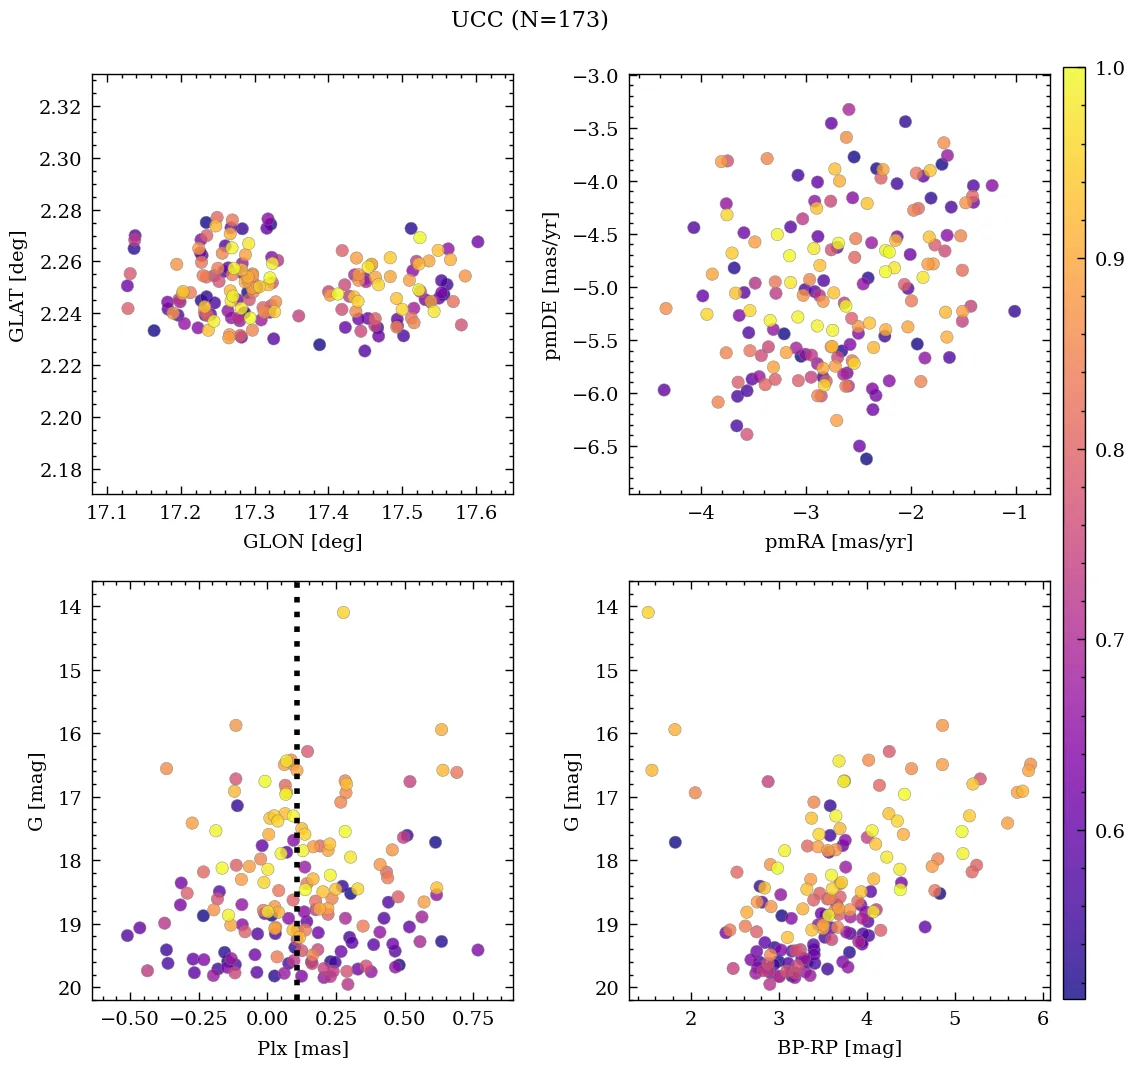 UCC (N=173)
2.32
2.30
2.28
2.26
2.24
2.22
2.20
2.18
GLAT [deg]
17.1 17.2 17.3 17.4 17.5 17.6
GLON [deg]
−3.0
−3.5
−4.0
−4.5
−5.0
−5.5
−6.0
−6.5
pmDE [mas/yr]
−4 −3 −2 −1
pmRA [mas/yr]
14
15
16
17
18
19
20
G [mag]
−0.50 −0.25 0.00 0.25 0.50 0.75
Plx [mas]
14
15
16
17
18
19
20
G [mag]
2 3 4 5 6
BP-RP [mag]
1.0
0.9
0.8
0.7
0.6